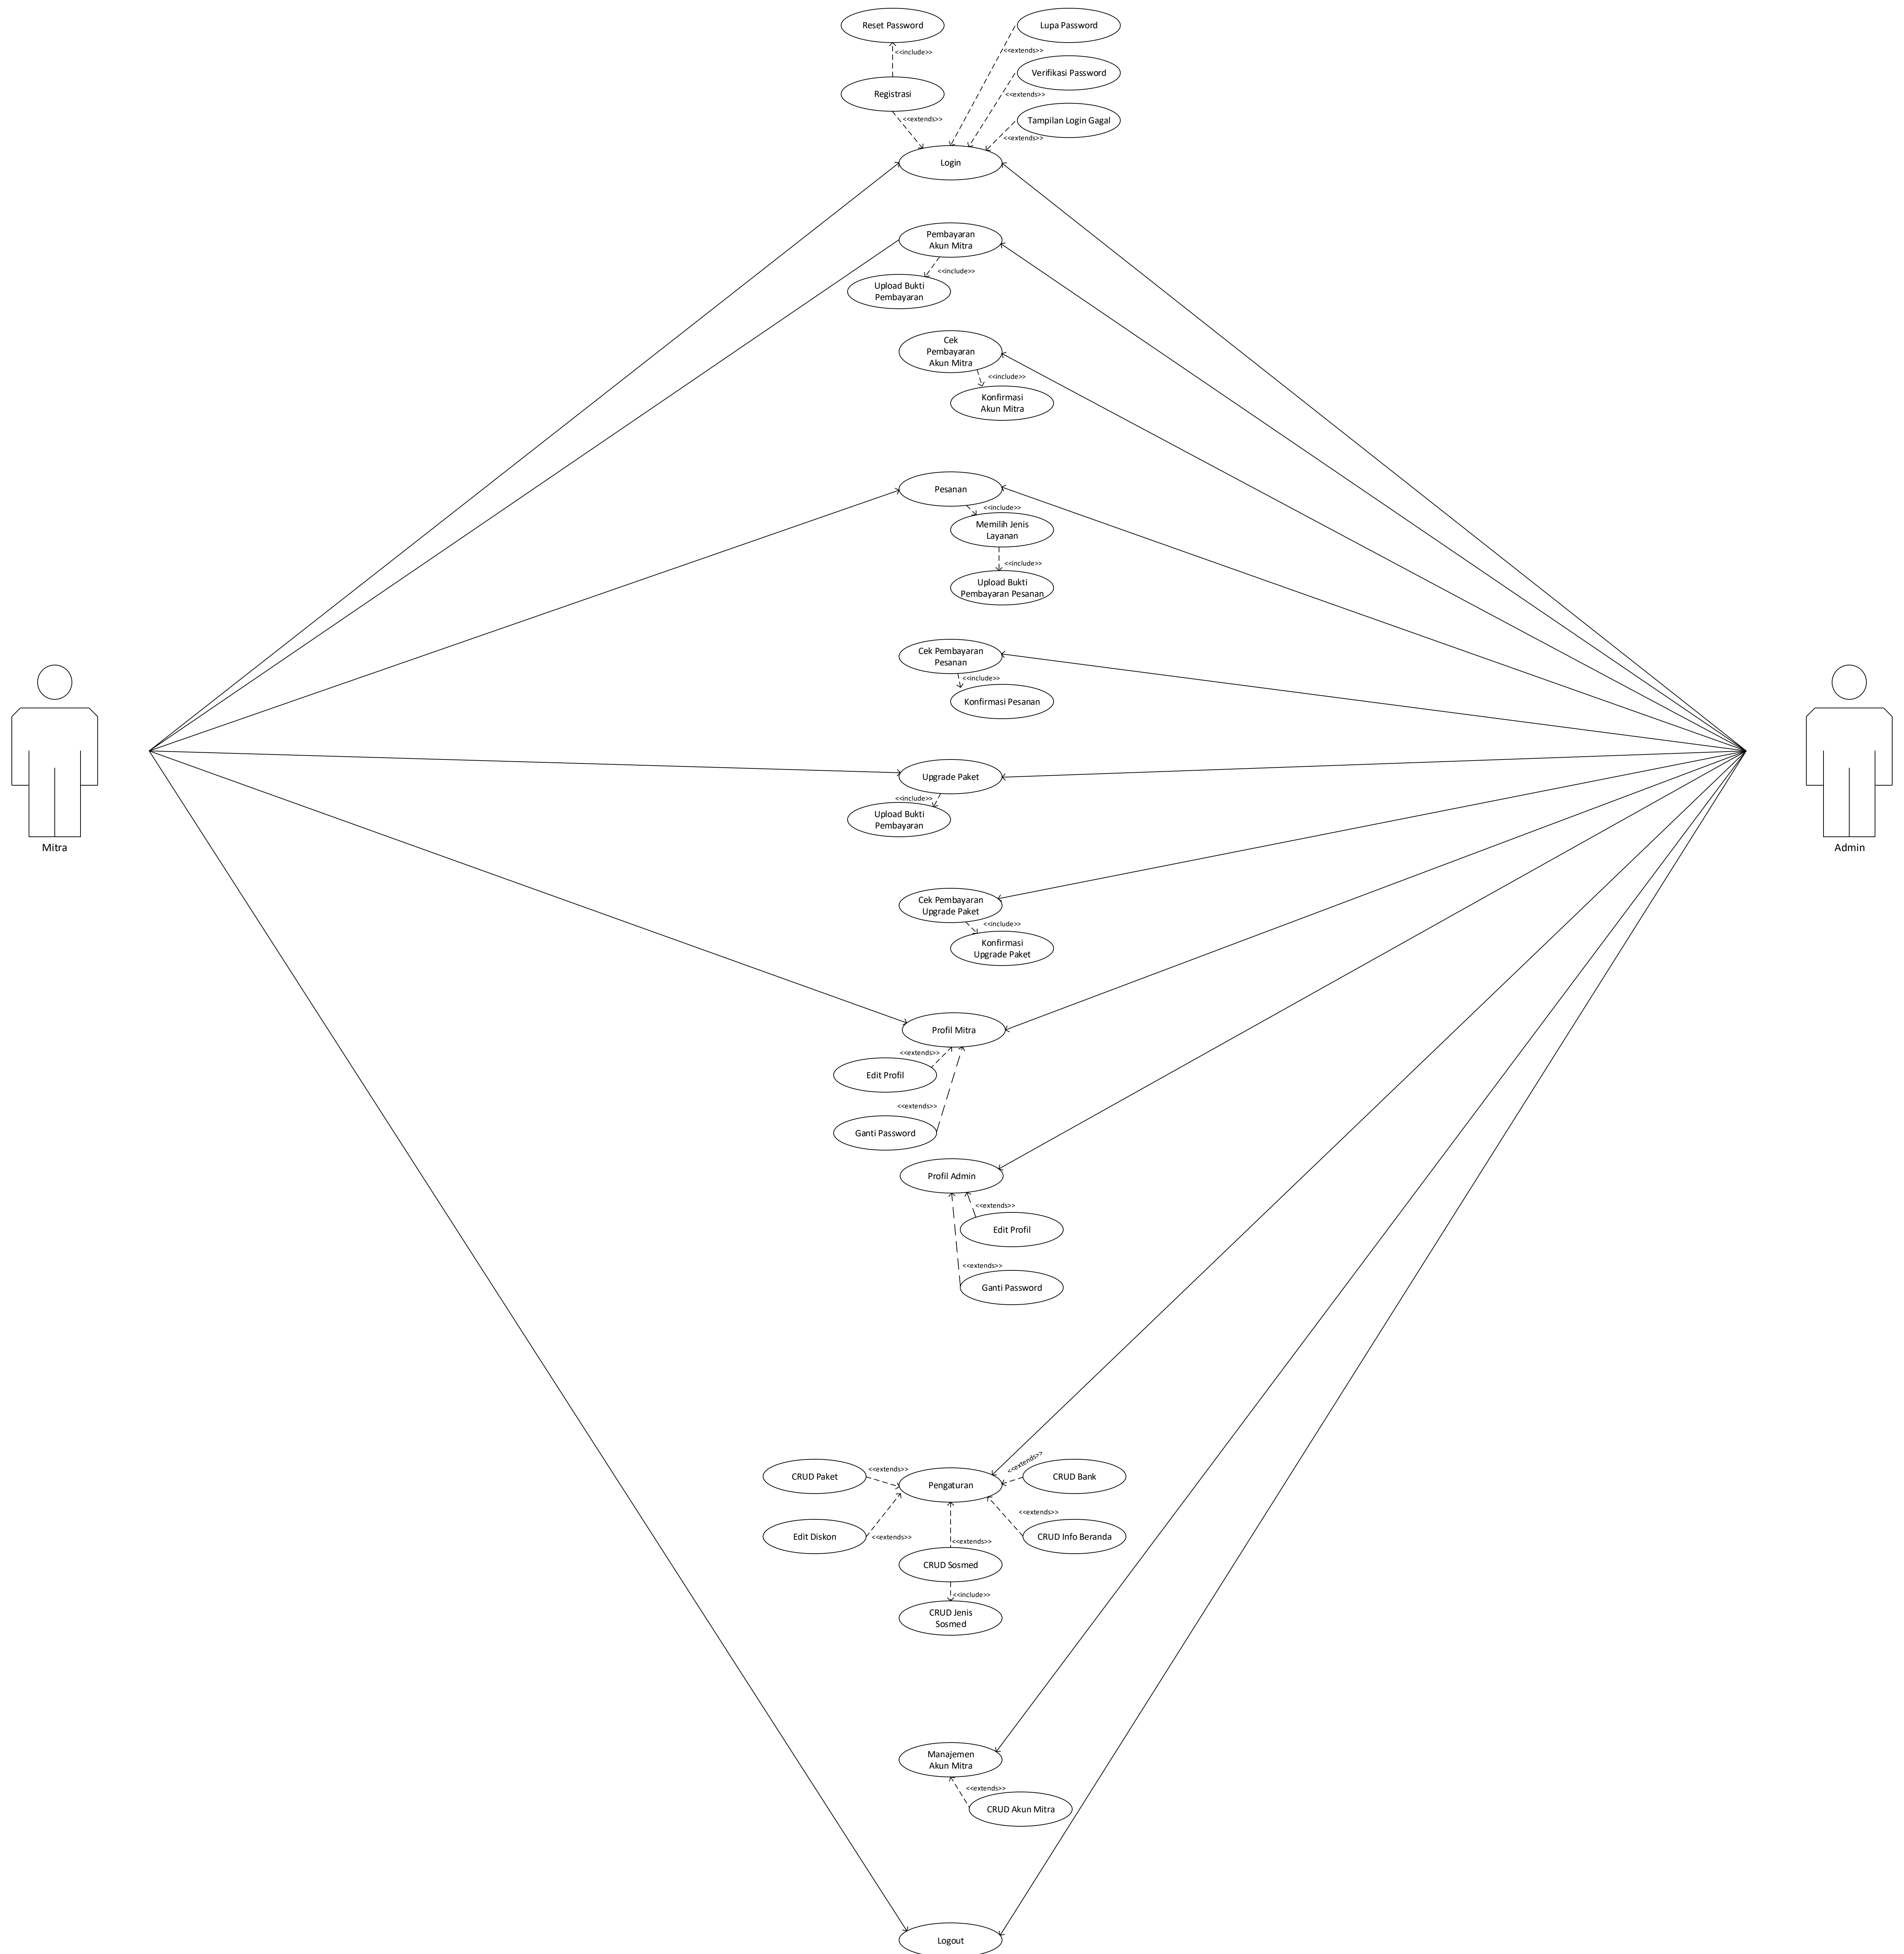 Reset Password
Lupa Password
<<include>>
<<extends>>
Verifikasi Password
Registrasi
<<extends>>
<<extends>>
Tampilan Login Gagal
<<extends>>
Login
Pembayaran
Akun Mitra
<<include>>
Upload Bukti
Pembayaran
Cek
Pembayaran
Akun Mitra
<<include>>
Konfirmasi
Akun Mitra
Pesanan
<<include>>
Memilih Jenis
Layanan
<<include>>
Upload Bukti
Pembayaran Pesanan
Cek Pembayaran
Pesanan
<<include>>
Konfirmasi Pesanan
Upgrade Paket
<<include>>
Upload Bukti
Pembayaran
Mitra
Admin
Cek Pembayaran
Upgrade Paket
<<include>>
Konfirmasi
Upgrade Paket
Profil Mitra
<<extends>>
Edit Profil
<<extends>>
Ganti Password
Profil Admin
<<extends>>
Edit Profil
<<extends>>
Ganti Password
<<extends>?
<<extends>>
CRUD Paket
CRUD Bank
Pengaturan
<<extends>>
Edit Diskon
<<extends>>
CRUD Info Beranda
<<extends>>
CRUD Sosmed
<<include>>
CRUD Jenis
Sosmed
Manajemen
Akun Mitra
<<extends>>
CRUD Akun Mitra
Logout